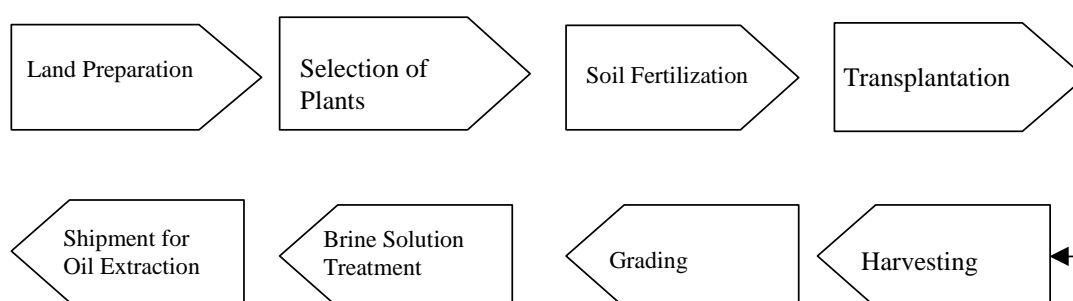 Land Preparation
Selection of
Plants
Soil Fertilization
Transplantation
Shipment for
Oil Extraction
Brine Solution
Treatment
Grading
Harvesting